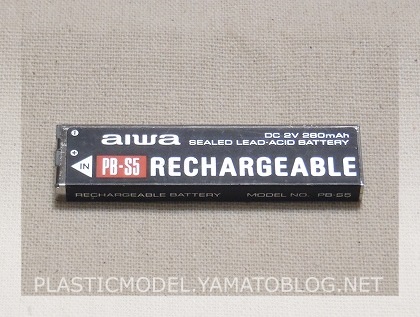 aiwa
DC 2V 280mAh
SEALED LEAD-ACID BATTERY
IN
PB-S5
RECHARGEABLE
RECHARGEABLE BATTERY MODEL NO. PB-S5
PLASTICMODEL.YAMATOBLOG.NET